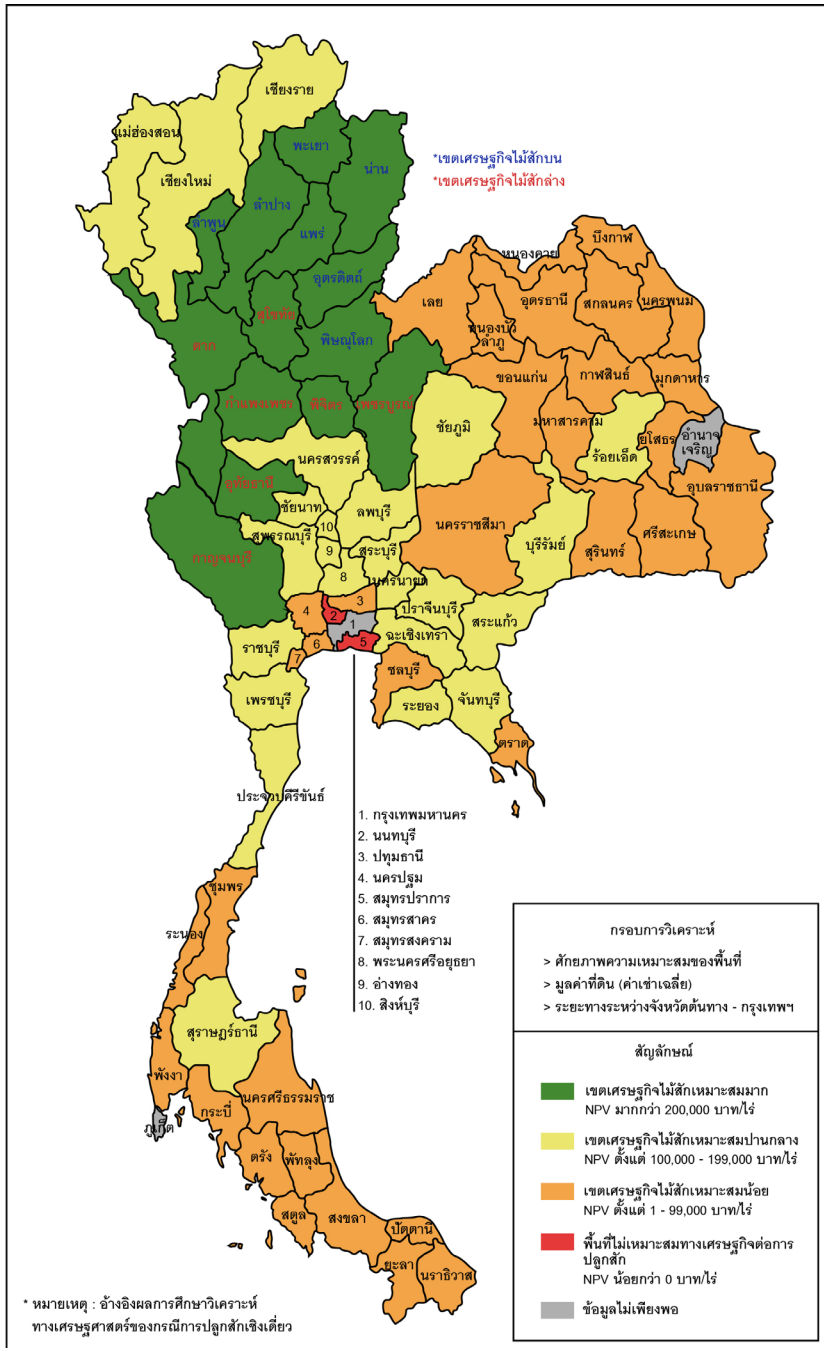 เชียงราย
แม่ฮ่องสอน
พะเยา
*เขตเศรษฐกิจไม้สักบน
น่าน
เชียงใหม่
*เขตเศรษฐกิจไม้สักล่าง
ลำปาง
ลำพูน
แพร่
บึงกาฬ
หนองคาย
อุตรดิตถ์
เลย
อุดรธานี
สกลนคร
นครพนม
สุโขทัย
หนองบัว
ลำภู
ตาก
พิษณุโลก
ขอนแก่น
กาฬสินธุ์
มุกดาหาร
กำแพงเพชร
พิจิตร
เพชรบูรณ์
ชัยภูมิ
มหาสารคาม
ร้อยเอ็ด
ยโสธร
อำนาจ
เจริญ
นครสวรรค์
อุทัยธานี
อุบลราชธานี
ชัยนาท
ลพบุรี
นครราชสีมา
สุพรรณบุรี
10
สระบุรี
บุรีรัมย์
สุรินทร์
ศรีสะเกษ
9
กาญจนบุรี
8
นครนายก
3
4
2
1
ปราจีนบุรี
สระแก้ว
5
6
7
ฉะเชิงเทรา
ราชบุรี
ชลบุรี
เพรชบุรี
ระยอง
จันทบุรี
ตราด
ประจวบคีรีขันธ์
1. กรุงเทพมหานคร
2. นนทบุรี
3. ปทุมธานี
4. นครปฐม
5. สมุทรปราการ
6. สมุทรสาคร
7. สมุทรสงคราม
8. พระนครศรีอยุธยา
9. อ่างทอง
10. สิงห์บุรี
ชุมพร
ระนอง
สุราษฎร์ธานี
พังงา
นครศรีธรรมราช
กระบี่
ภูเก็ต
ตรัง
พัทลุง
สตูล
สงขลา
ปัตตานี
ยะลา
นราธิวาส
กรอบการวิเคราะห์
> ศักยภาพความเหมาะสมของพื้นที่
> มูลค่าที่ดิน (ค่าเช่าเฉลี่ย)
> ระยะทางระหว่างจังหวัดต้นทาง - กรุงเทพฯ
สัญลักษณ์
เขตเศรษฐกิจไม้สักเหมาะสมมาก
NPV มากกว่า 200,000 บาท/ไร่
เขตเศรษฐกิจไม้สักเหมาะสมปานกลาง
NPV ตั้งแต่ 100,000 - 199,000 บาท/ไร่
เขตเศรษฐกิจไม้สักเหมาะสมน้อย
NPV ตั้งแต่ 1 - 99,000 บาท/ไร่
พื้นที่ไม่เหมาะสมทางเศรษฐกิจต่อการ
ปลูกสัก
NPV น้อยกว่า 0 บาท/ไร่
ข้อมูลไม่เพียงพอ
* หมายเหตุ : อ้างอิงผลการศึกษาวิเคราะห์
ทางเศรษฐศาสตร์ของกรณีการปลูกสักเชิงเดี่ยว